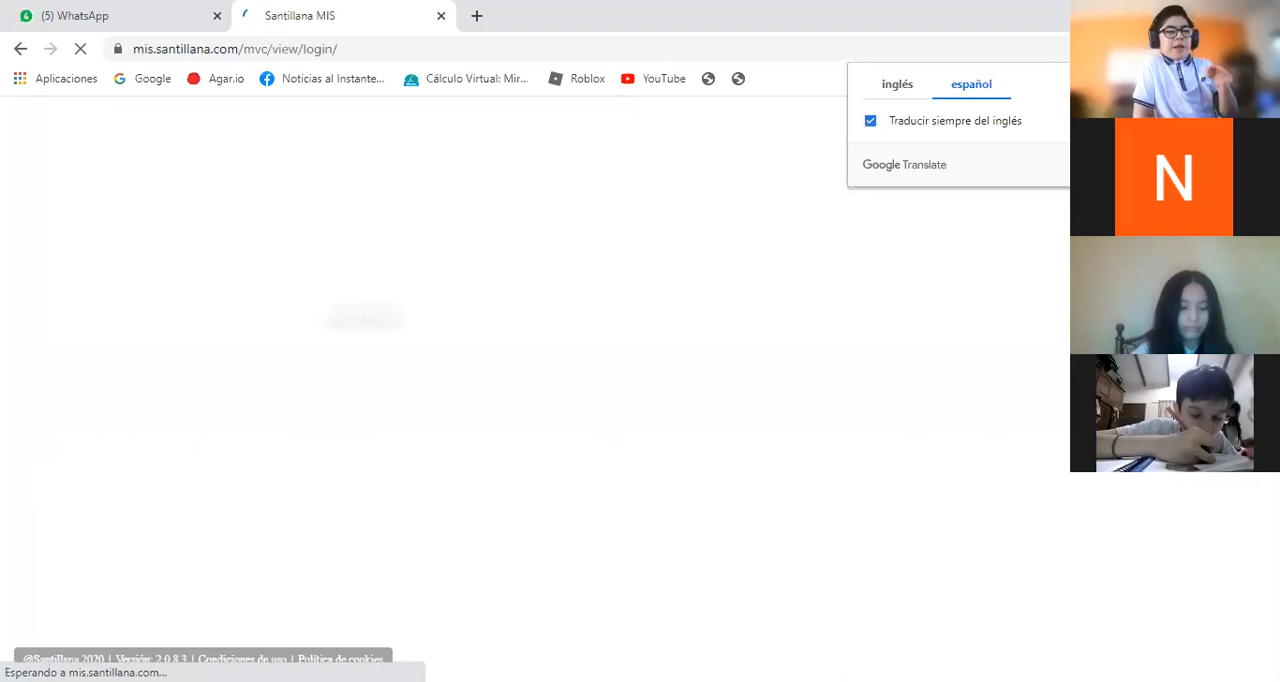 4
(5) WhatsApp
Santillana MIS
mis.santillana.com/mvc/view/login/
Aplicaciones
Google
Agar.io
Noticias al Instante...
Cálculo Virtual: Mir...
Roblox
YouTube
inglés
español
Traducir siempre del inglés
Google Translate
N
@Santillana 2020 | Versión: 2.0.8.3 | Condiciones de uso | Política de cookies
Esperando a mis.santillana.com...